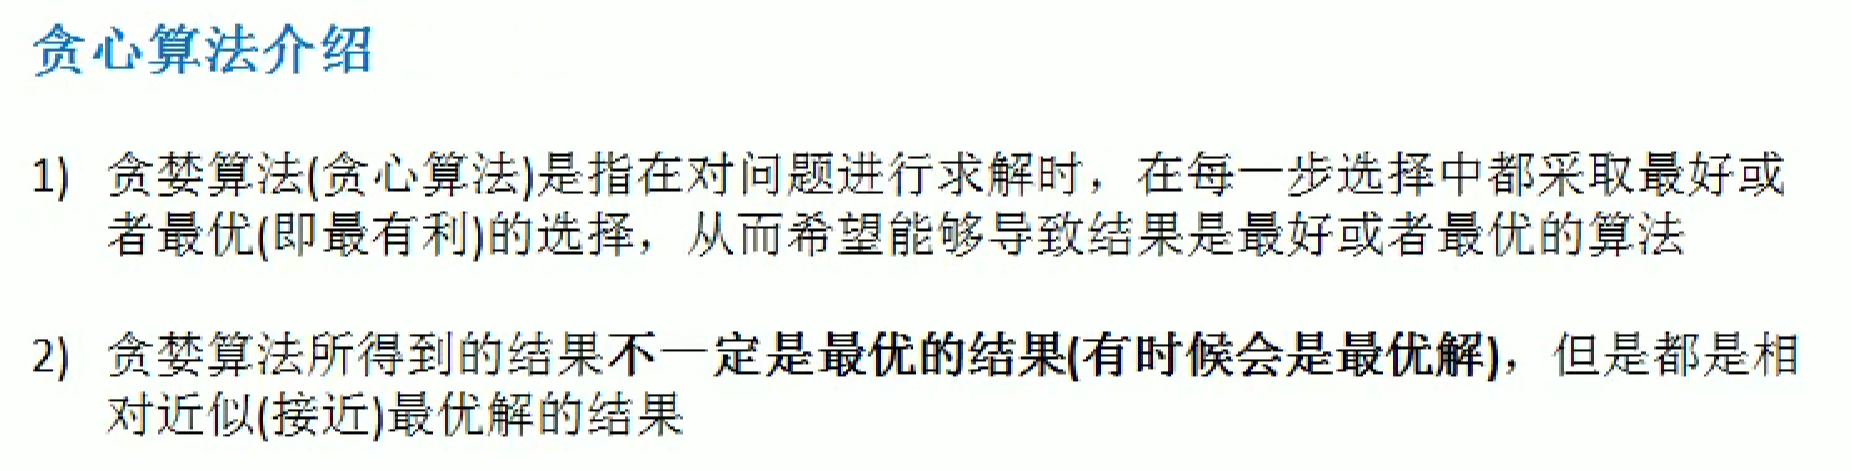 贪心算法介绍
1) 贪婪算法(贪心算法)是指在对问题进行求解时，在每一步选择中都采取最好或
者最优(即最有利)的选择，从而希望能够导致结果是最好或者最优的算法
2) 贪婪算法所得到的结果不一定是最优的结果(有时候会是最优解)，但是都是相
对近似(接近)最优解的结果